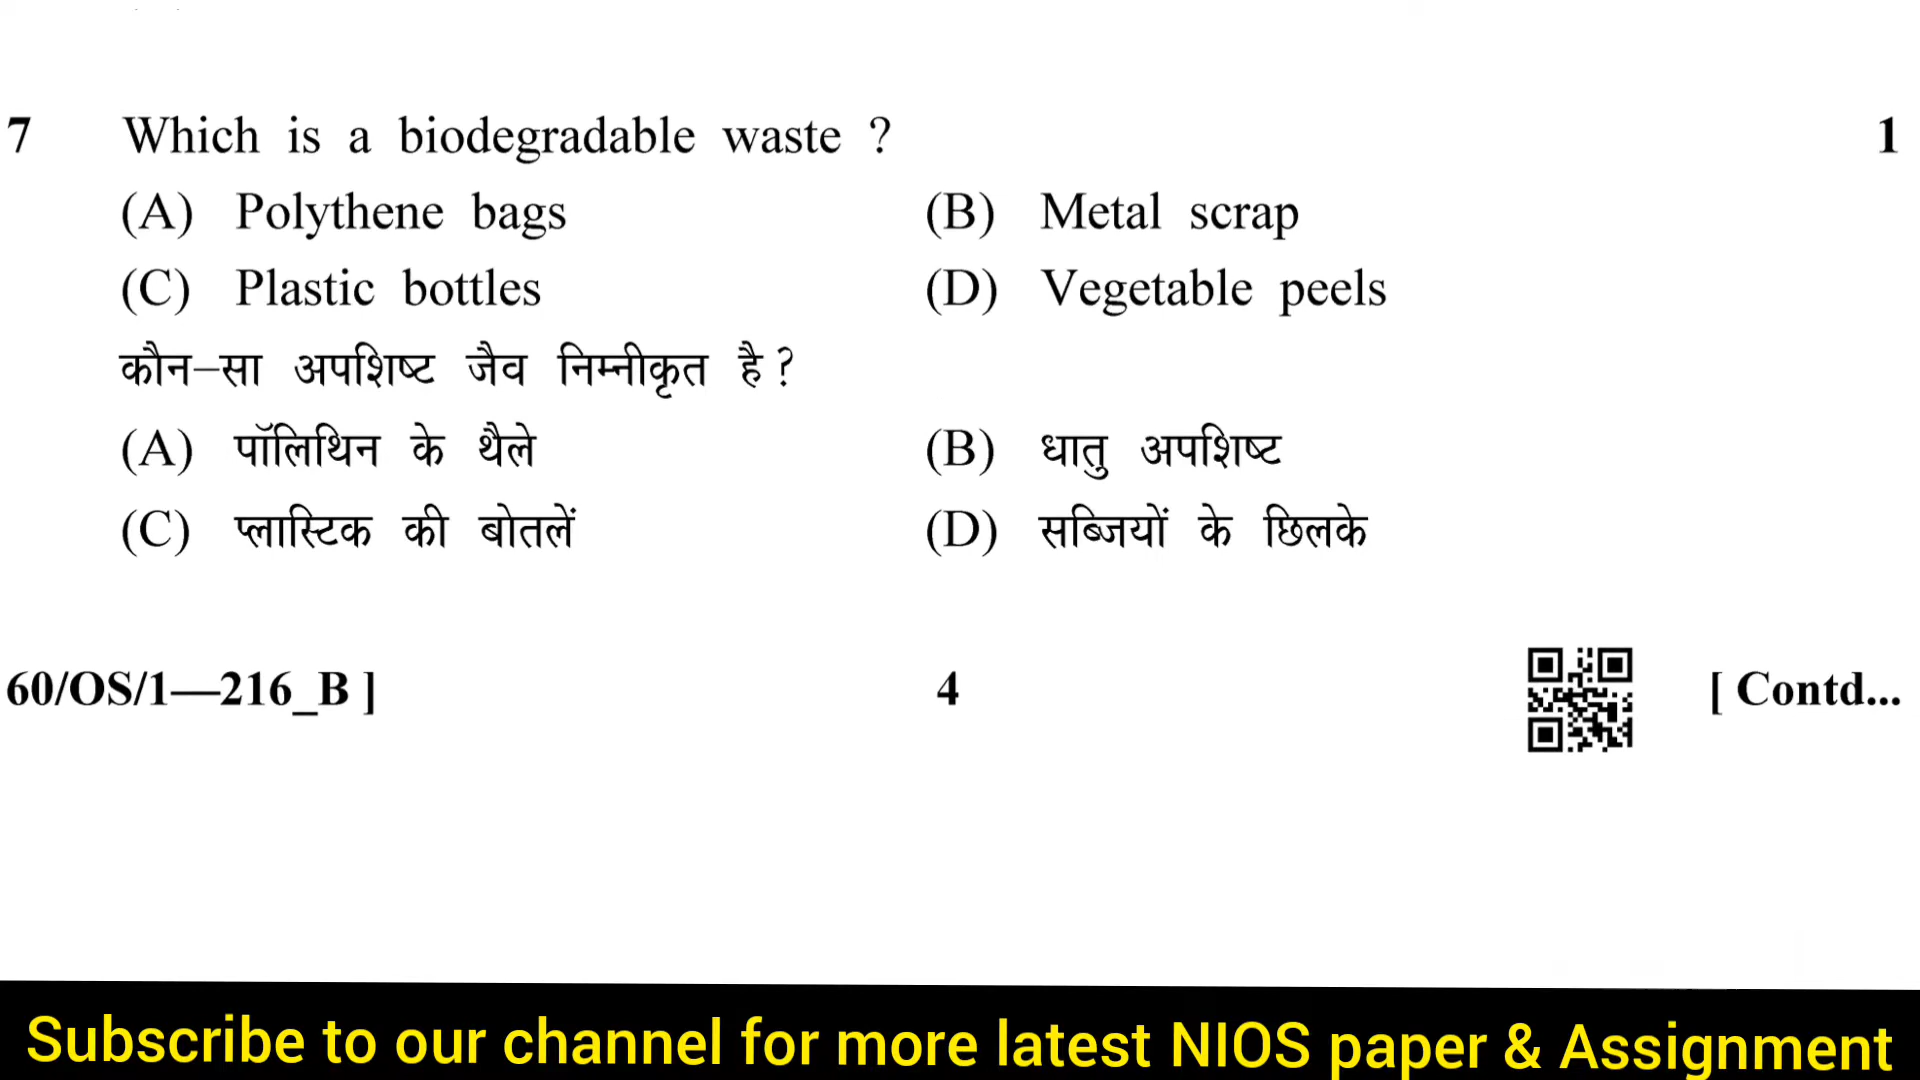 7 Which is a biodegradable waste ? 1
(A) Polythene bags (B) Metal scrap
(C) Plastic bottles (D) Vegetable peels
कौन–सा अपशिष्ट जैव निम्नीकृत है ?
(A) पॉलिथिन के थैले (B) धातु अपशिष्ट
(C) प्लास्टिक की बोतलें (D) सब्जियों के छिलके
60/OS/1—216_B ] 4 [ Contd...
Subscribe to our channel for more latest NIOS paper & Assignment